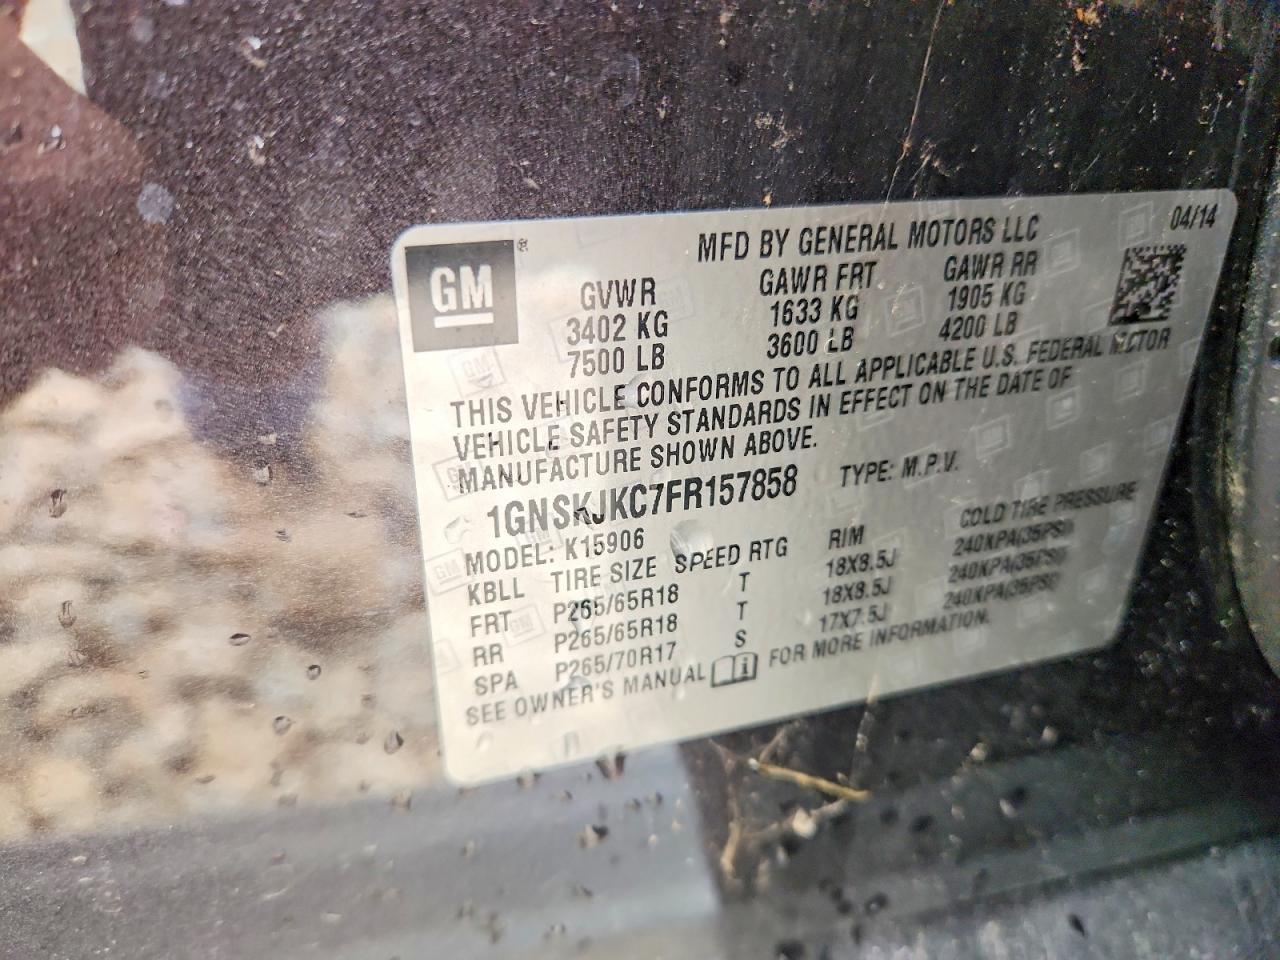 04/14
GM®
MFD BY GENERAL MOTORS LLC
GVWR GAWR FRT GAWR RR
3402 KG 1633 KG 1905 KG
7500 LB 3600 LB 4200 LB
THIS VEHICLE CONFORMS TO ALL APPLICABLE U.S. FEDERAL MOTOR
VEHICLE SAFETY STANDARDS IN EFFECT ON THE DATE OF
MANUFACTURE SHOWN ABOVE.
1GNSKJKC7FR157858 TYPE: M.P.V.
MODEL: K15906
KBLL TIRE SIZE SPEED RTG RIM COLD TIRE PRESSURE
FRT P265/65R18 T 18X8.5J 240KPA(35PSI)
RR P265/65R18 T 18X8.5J 240KPA(35PSI)
SPA P265/70R17 S 17X7.5J 240KPA(35PSI)
SEE OWNER'S MANUAL FOR MORE INFORMATION.